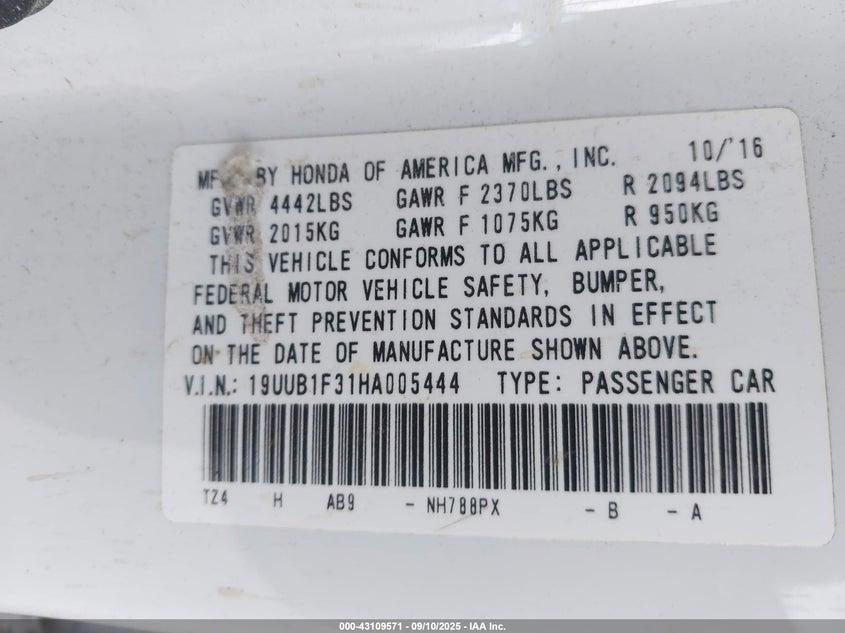 MF BY HONDA OF AMERICA MFG., INC. 10/'16
GVWR 4442LBS GAWR F 2370LBS R 2094LBS
GVWR 2015KG GAWR F 1075KG R 950KG
THIS VEHICLE CONFORMS TO ALL APPLICABLE
FEDERAL MOTOR VEHICLE SAFETY, BUMPER,
AND THEFT PREVENTION STANDARDS IN EFFECT
ON THE DATE OF MANUFACTURE SHOWN ABOVE.
V.I.N.: 19UUB1F31HA005444 TYPE: PASSENGER CAR
TZ4 H AB9 - NH788PX - B - A
000-43109571 - 09/10/2025 - IAA Inc.